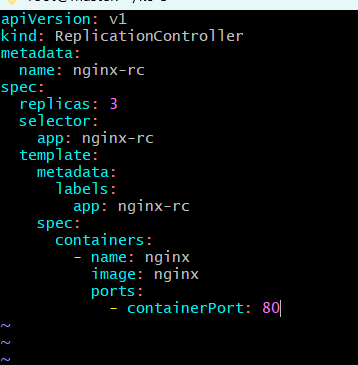 apiVersion: v1
kind: ReplicationController
metadata:
  name: nginx-rc
spec:
  replicas: 3
  selector:
    app: nginx-rc
  template:
    metadata:
      labels:
        app: nginx-rc
    spec:
      containers:
        - name: nginx
          image: nginx
          ports:
            - containerPort: 80
~
~
~